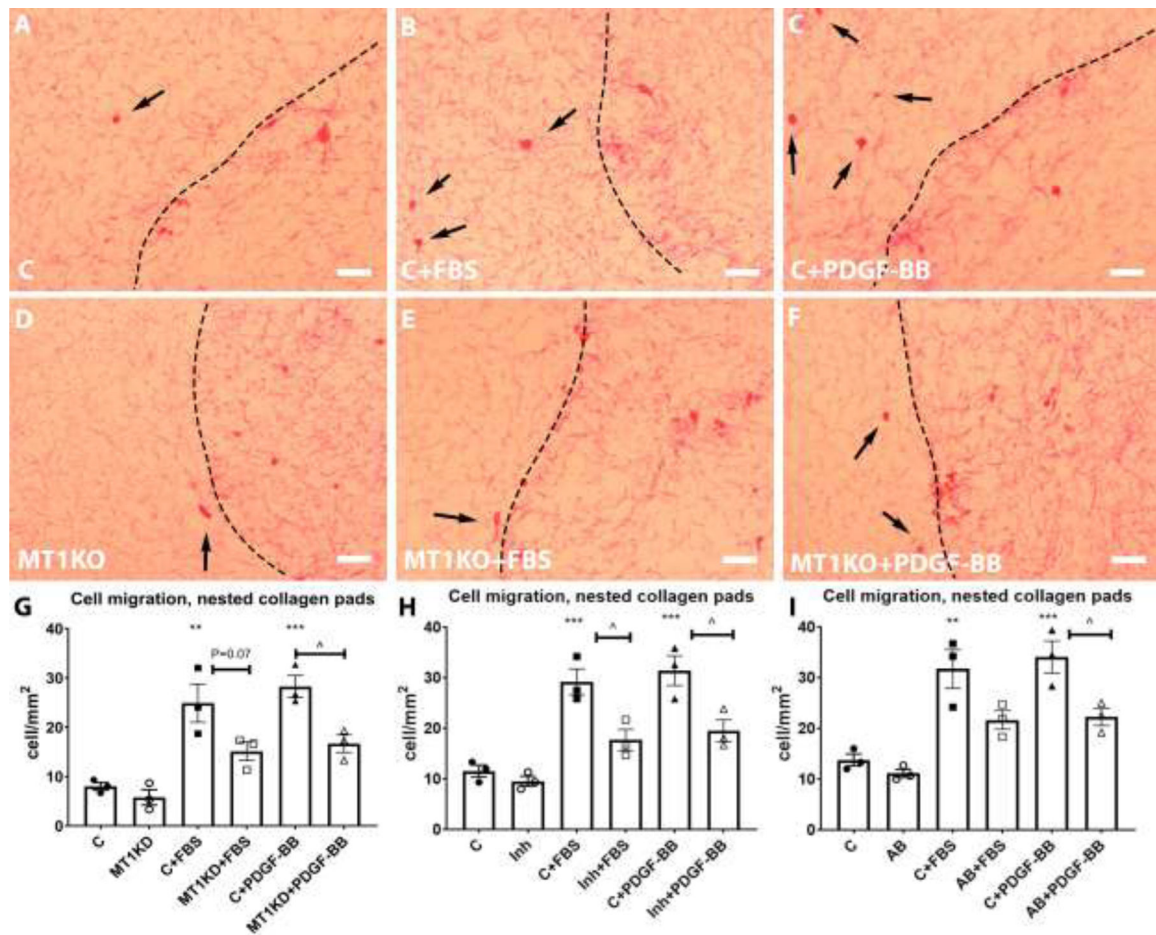 A
C
B
C+FBS
C
C+PDGF-BB
D
MT1KO
E
MT1KO+FBS
F
MT1KO+PDGF-BB
G
Cell migration, nested collagen pads
cell/mm²
40
30
20
10
0
**
P=0.07
***
^
C
MT1KD
C+FBS
MT1KD+FBS
C+PDGF-BB
MT1KD+PDGF-BB
H
Cell migration, nested collagen pads
cell/mm²
40
30
20
10
0
***
^
***
^
C
Inh
C+FBS
Inh+FBS
C+PDGF-BB
Inh+PDGF-BB
I
Cell migration, nested collagen pads
cell/mm²
40
30
20
10
0
**
***
^
C
AB
C+FBS
AB+FBS
C+PDGF-BB
AB+PDGF-BB